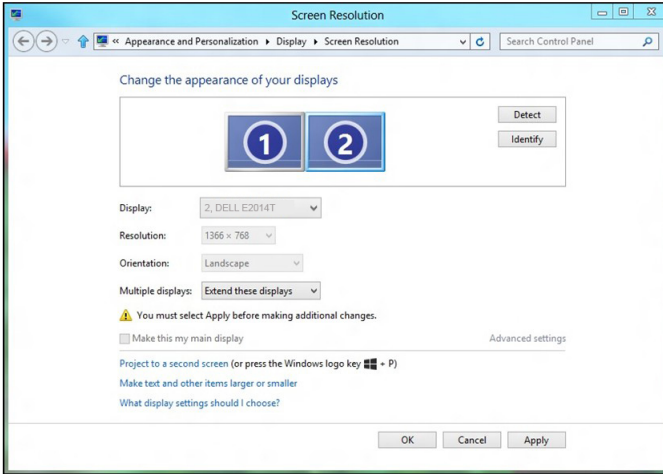 Screen Resolution
« Appearance and Personalization ▸ Display ▸ Screen Resolution
Search Control Panel
Change the appearance of your displays
1 2
Detect
Identify
Display: 2, DELL E2014T
Resolution: 1366 × 768
Orientation: Landscape
Multiple displays: Extend these displays
You must select Apply before making additional changes.
Make this my main display Advanced settings
Project to a second screen (or press the Windows logo key + P)
Make text and other items larger or smaller
What display settings should I choose?
OK Cancel Apply